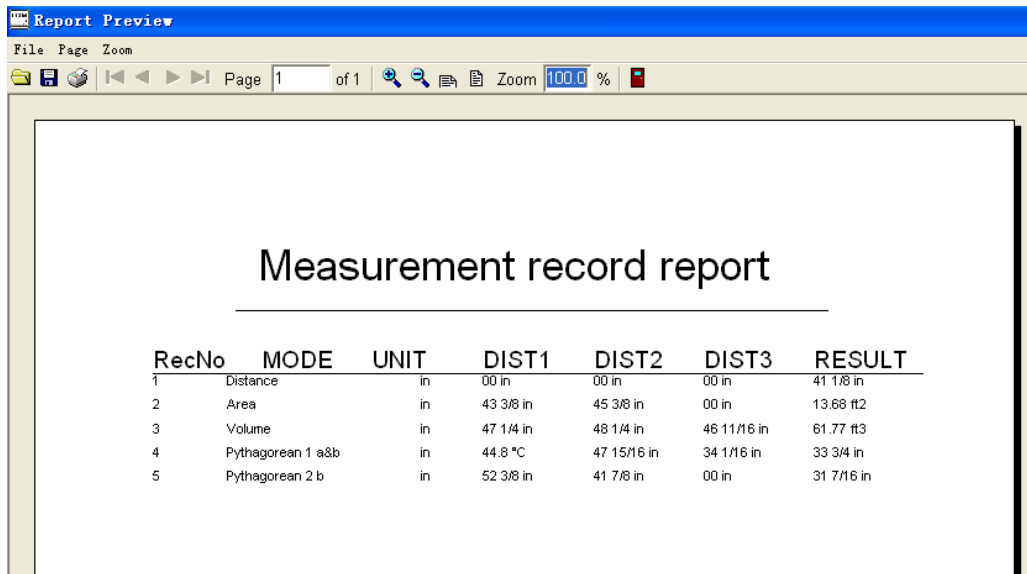 Report Preview
File Page Zoom
Page 1 of 1 Zoom 100.0 %
Measurement record report
RecNo MODE UNIT DIST1 DIST2 DIST3 RESULT
1 Distance in 00 in 00 in 00 in 41 1/8 in
2 Area in 43 3/8 in 45 3/8 in 00 in 13.68 ft2
3 Volume in 47 1/4 in 48 1/4 in 46 11/16 in 61.77 ft3
4 Pythagorean 1 a&b in 44.8 °C 47 15/16 in 34 1/16 in 33 3/4 in
5 Pythagorean 2 b in 52 3/8 in 41 7/8 in 00 in 31 7/16 in